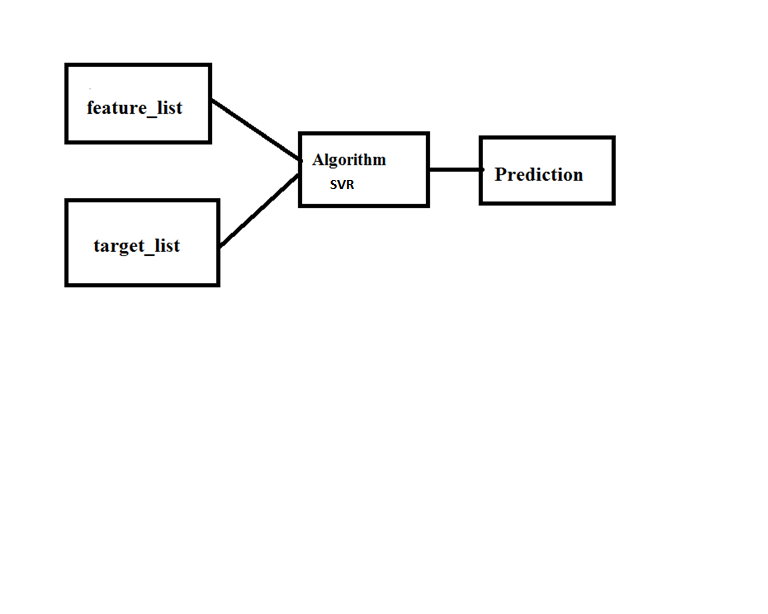 feature_list
target_list
Algorithm
SVR
Prediction